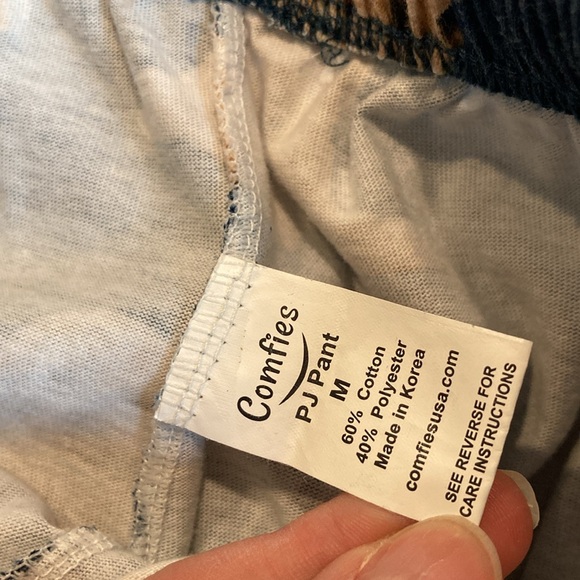 Comfies
PJ Pant
M
60% Cotton
40% Polyester
Made in Korea
comfiesusa.com
SEE REVERSE FOR
CARE INSTRUCTIONS